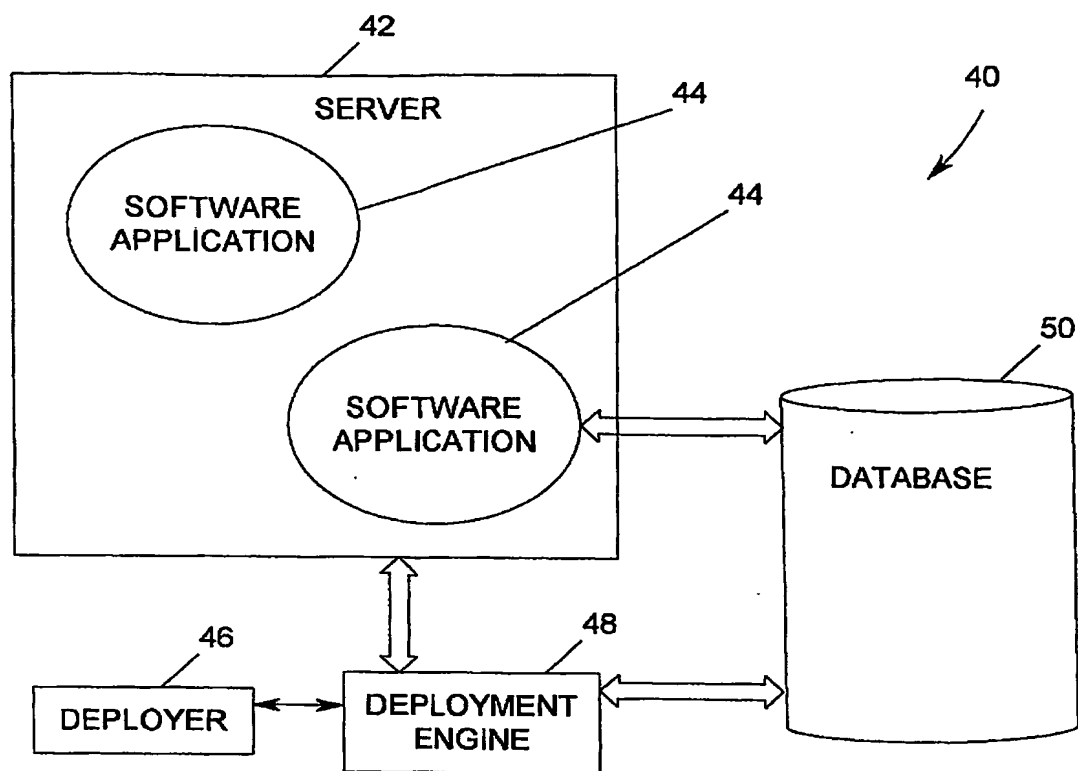 42
SERVER
40
44
SOFTWARE
APPLICATION
44
SOFTWARE
APPLICATION
50
DATABASE
46
48
DEPLOYER
DEPLOYMENT
ENGINE